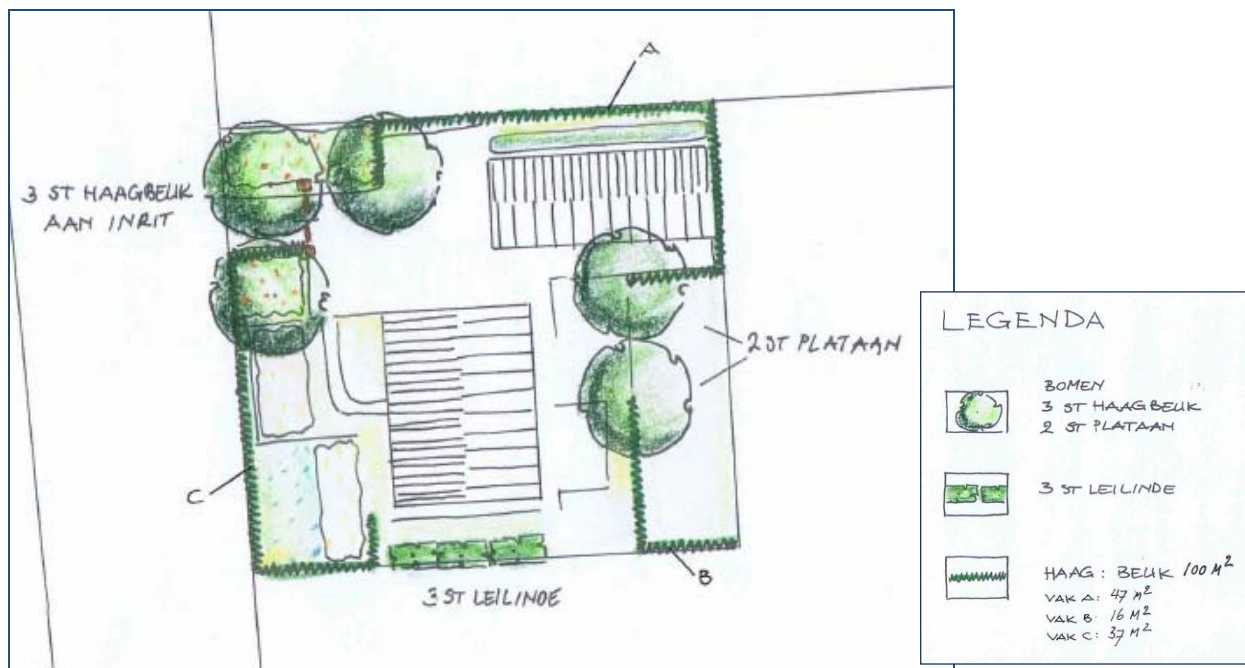 A
3 ST HAAGBEUK
AAN INRIT
2 ST PLATAAN
C
B
3 ST LEILINDE
LEGENDA
BOMEN
3 ST HAAGBEUK
2 ST PLATAAN
3 ST LEILINDE
HAAG: BEUK 100 M²
VAK A: 47 M²
VAK B: 16 M²
VAK C: 37 M²